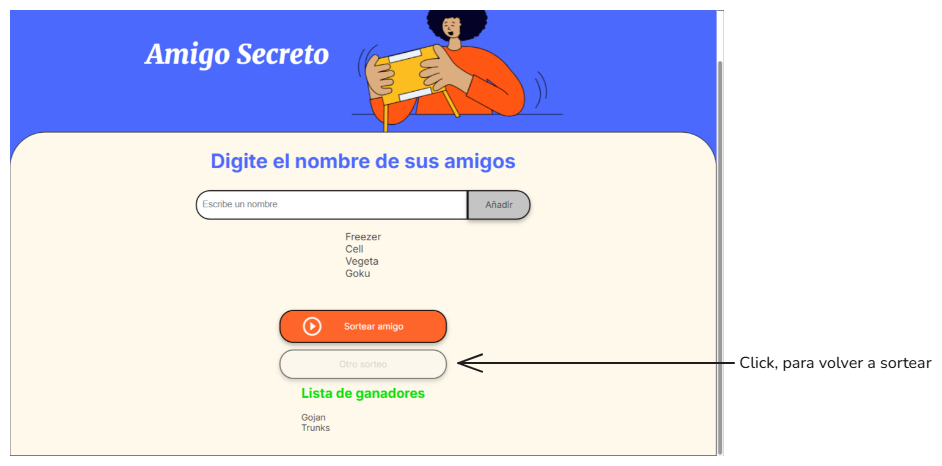 Amigo Secreto
Digite el nombre de sus amigos
Escribe un nombre
Añadir
Freezer
Cell
Vegeta
Goku
Sortear amigo
Otro sorteo
Click, para volver a sortear
Lista de ganadores
Gojan
Trunks